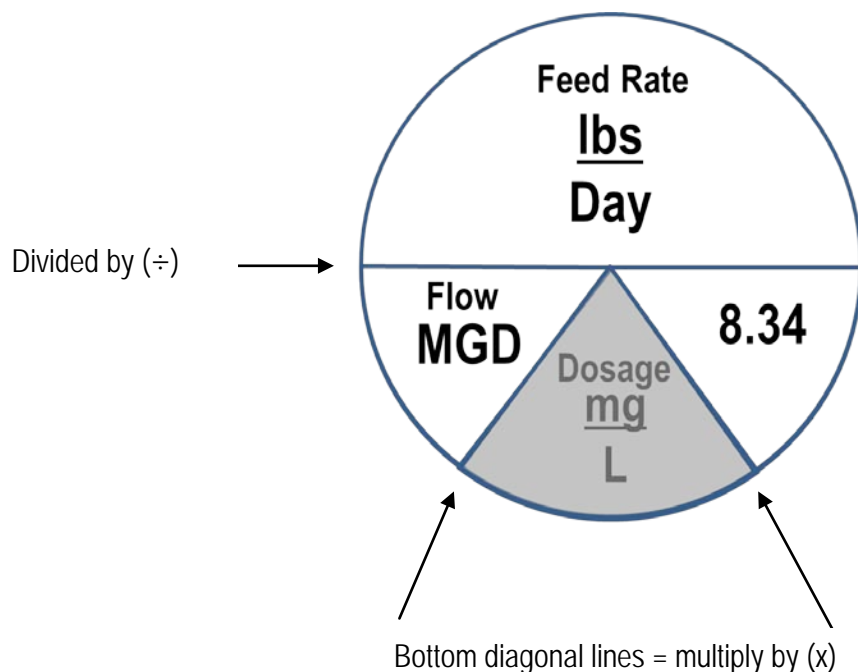 Feed Rate
lbs
Day
Divided by (÷)
Flow
MGD
8.34
Dosage
mg
L
Bottom diagonal lines = multiply by (x)